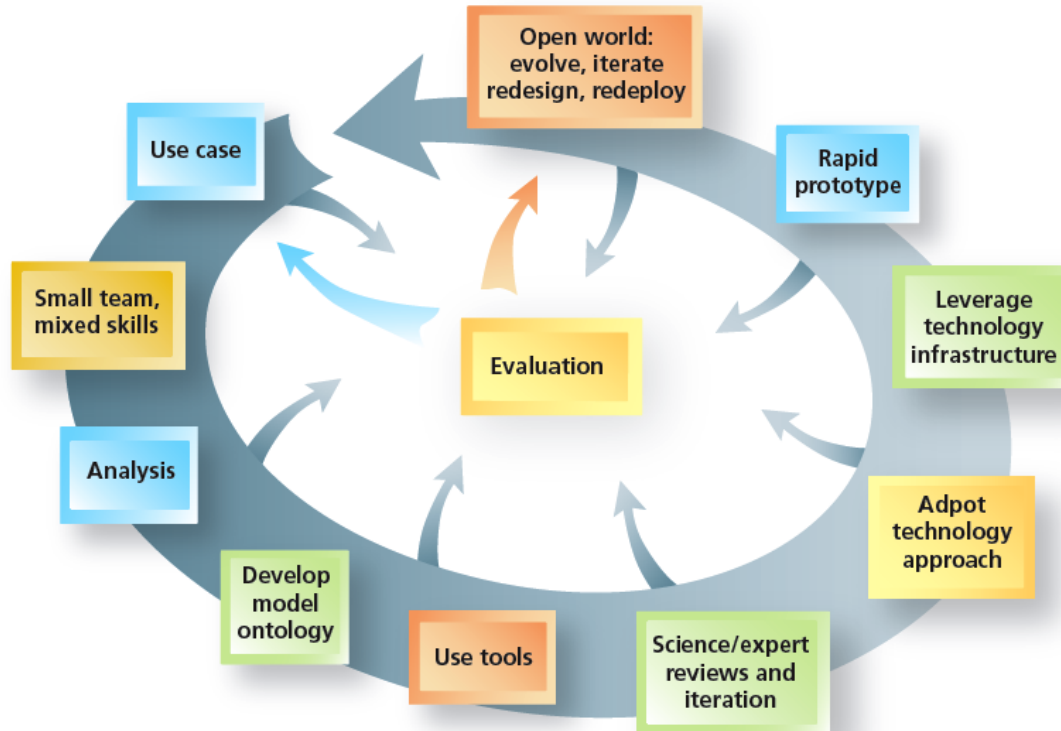 Open world:
evolve, iterate
redesign, redeploy
Use case
Rapid
prototype
Small team,
mixed skills
Leverage
technology
infrastructure
Evaluation
Analysis
Adpot
technology
approach
Develop
model
ontology
Use tools
Science/expert
reviews and
iteration